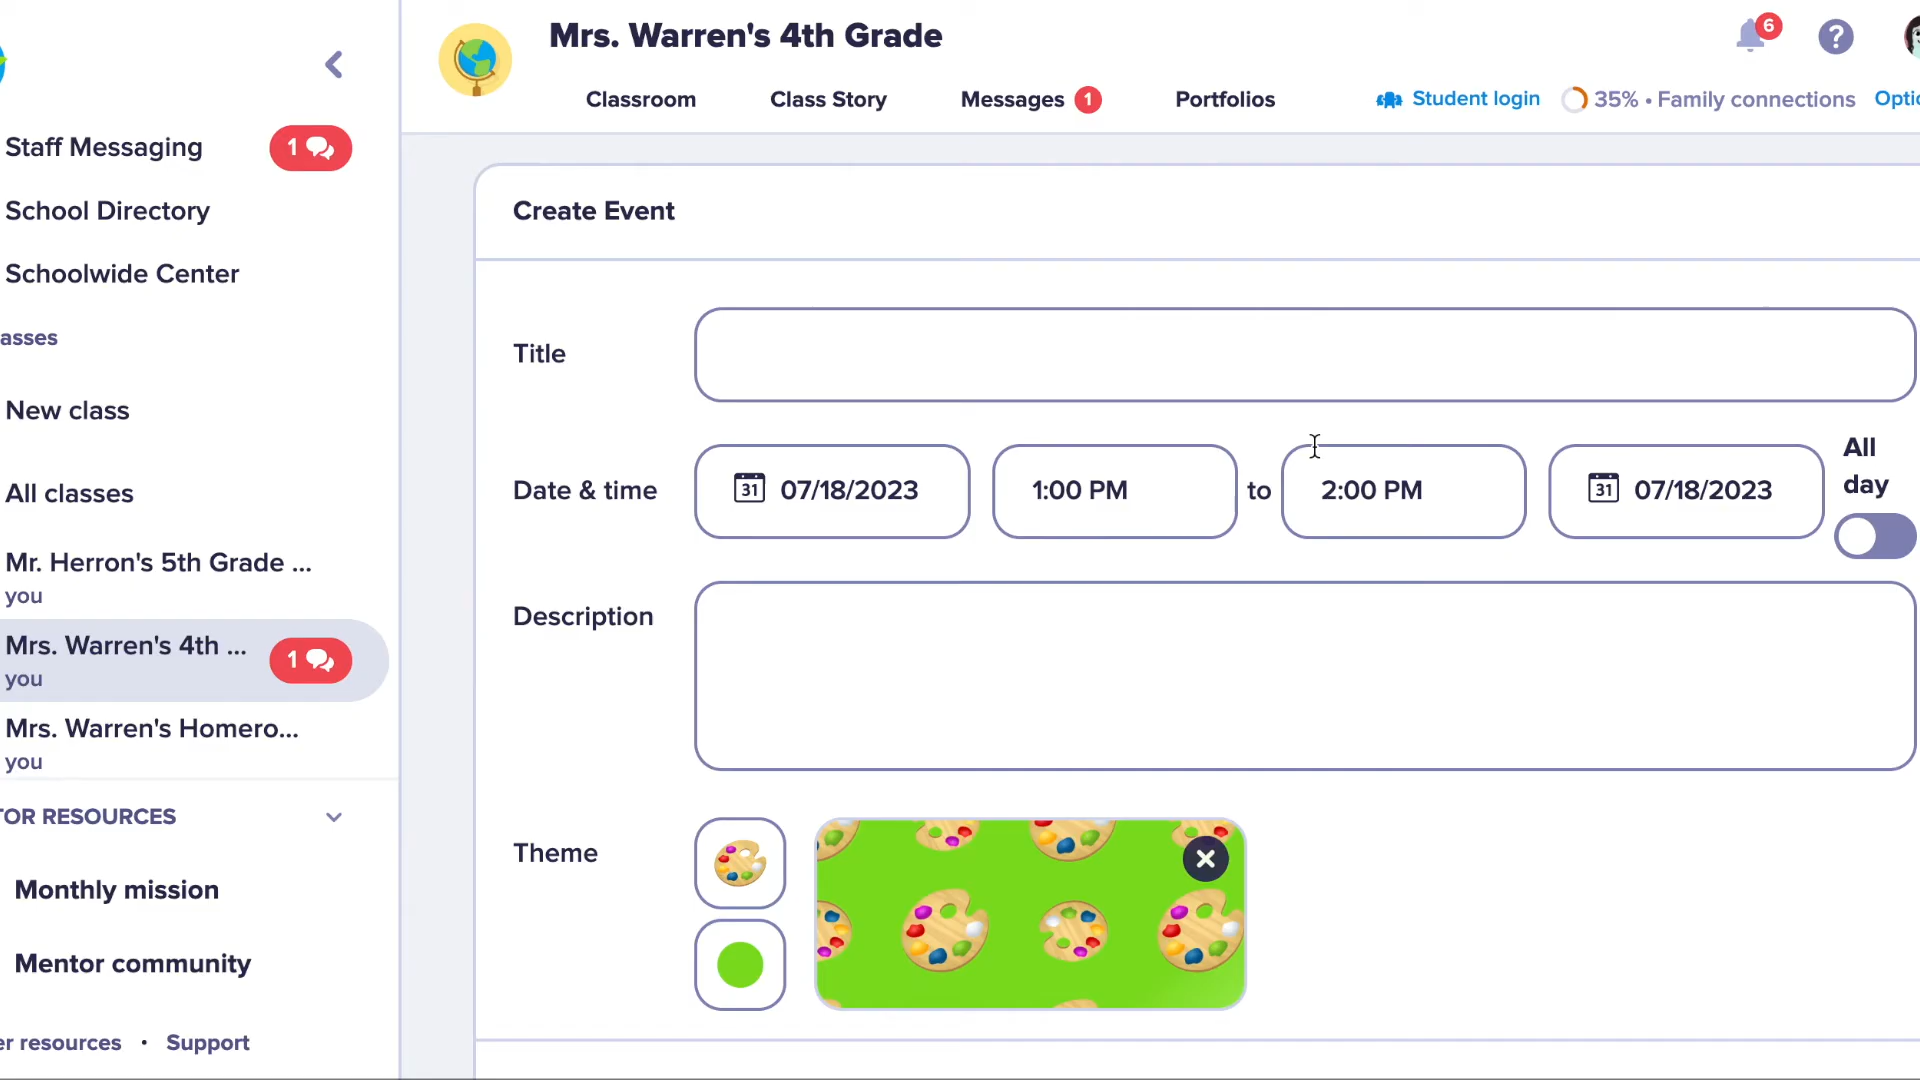 Mrs. Warren's 4th Grade
6
?
Classroom
Class Story
Messages 1
Portfolios
Student login
35% • Family connections
Optio
Staff Messaging
1
School Directory
Schoolwide Center
asses
New class
All classes
Mr. Herron's 5th Grade ...
you
Mrs. Warren's 4th ...
1
you
Mrs. Warren's Homero...
you
TOR RESOURCES
Monthly mission
Mentor community
er resources • Support
Create Event
Title
Date & time
31 07/18/2023
1:00 PM
to
2:00 PM
31 07/18/2023
All
day
Description
Theme